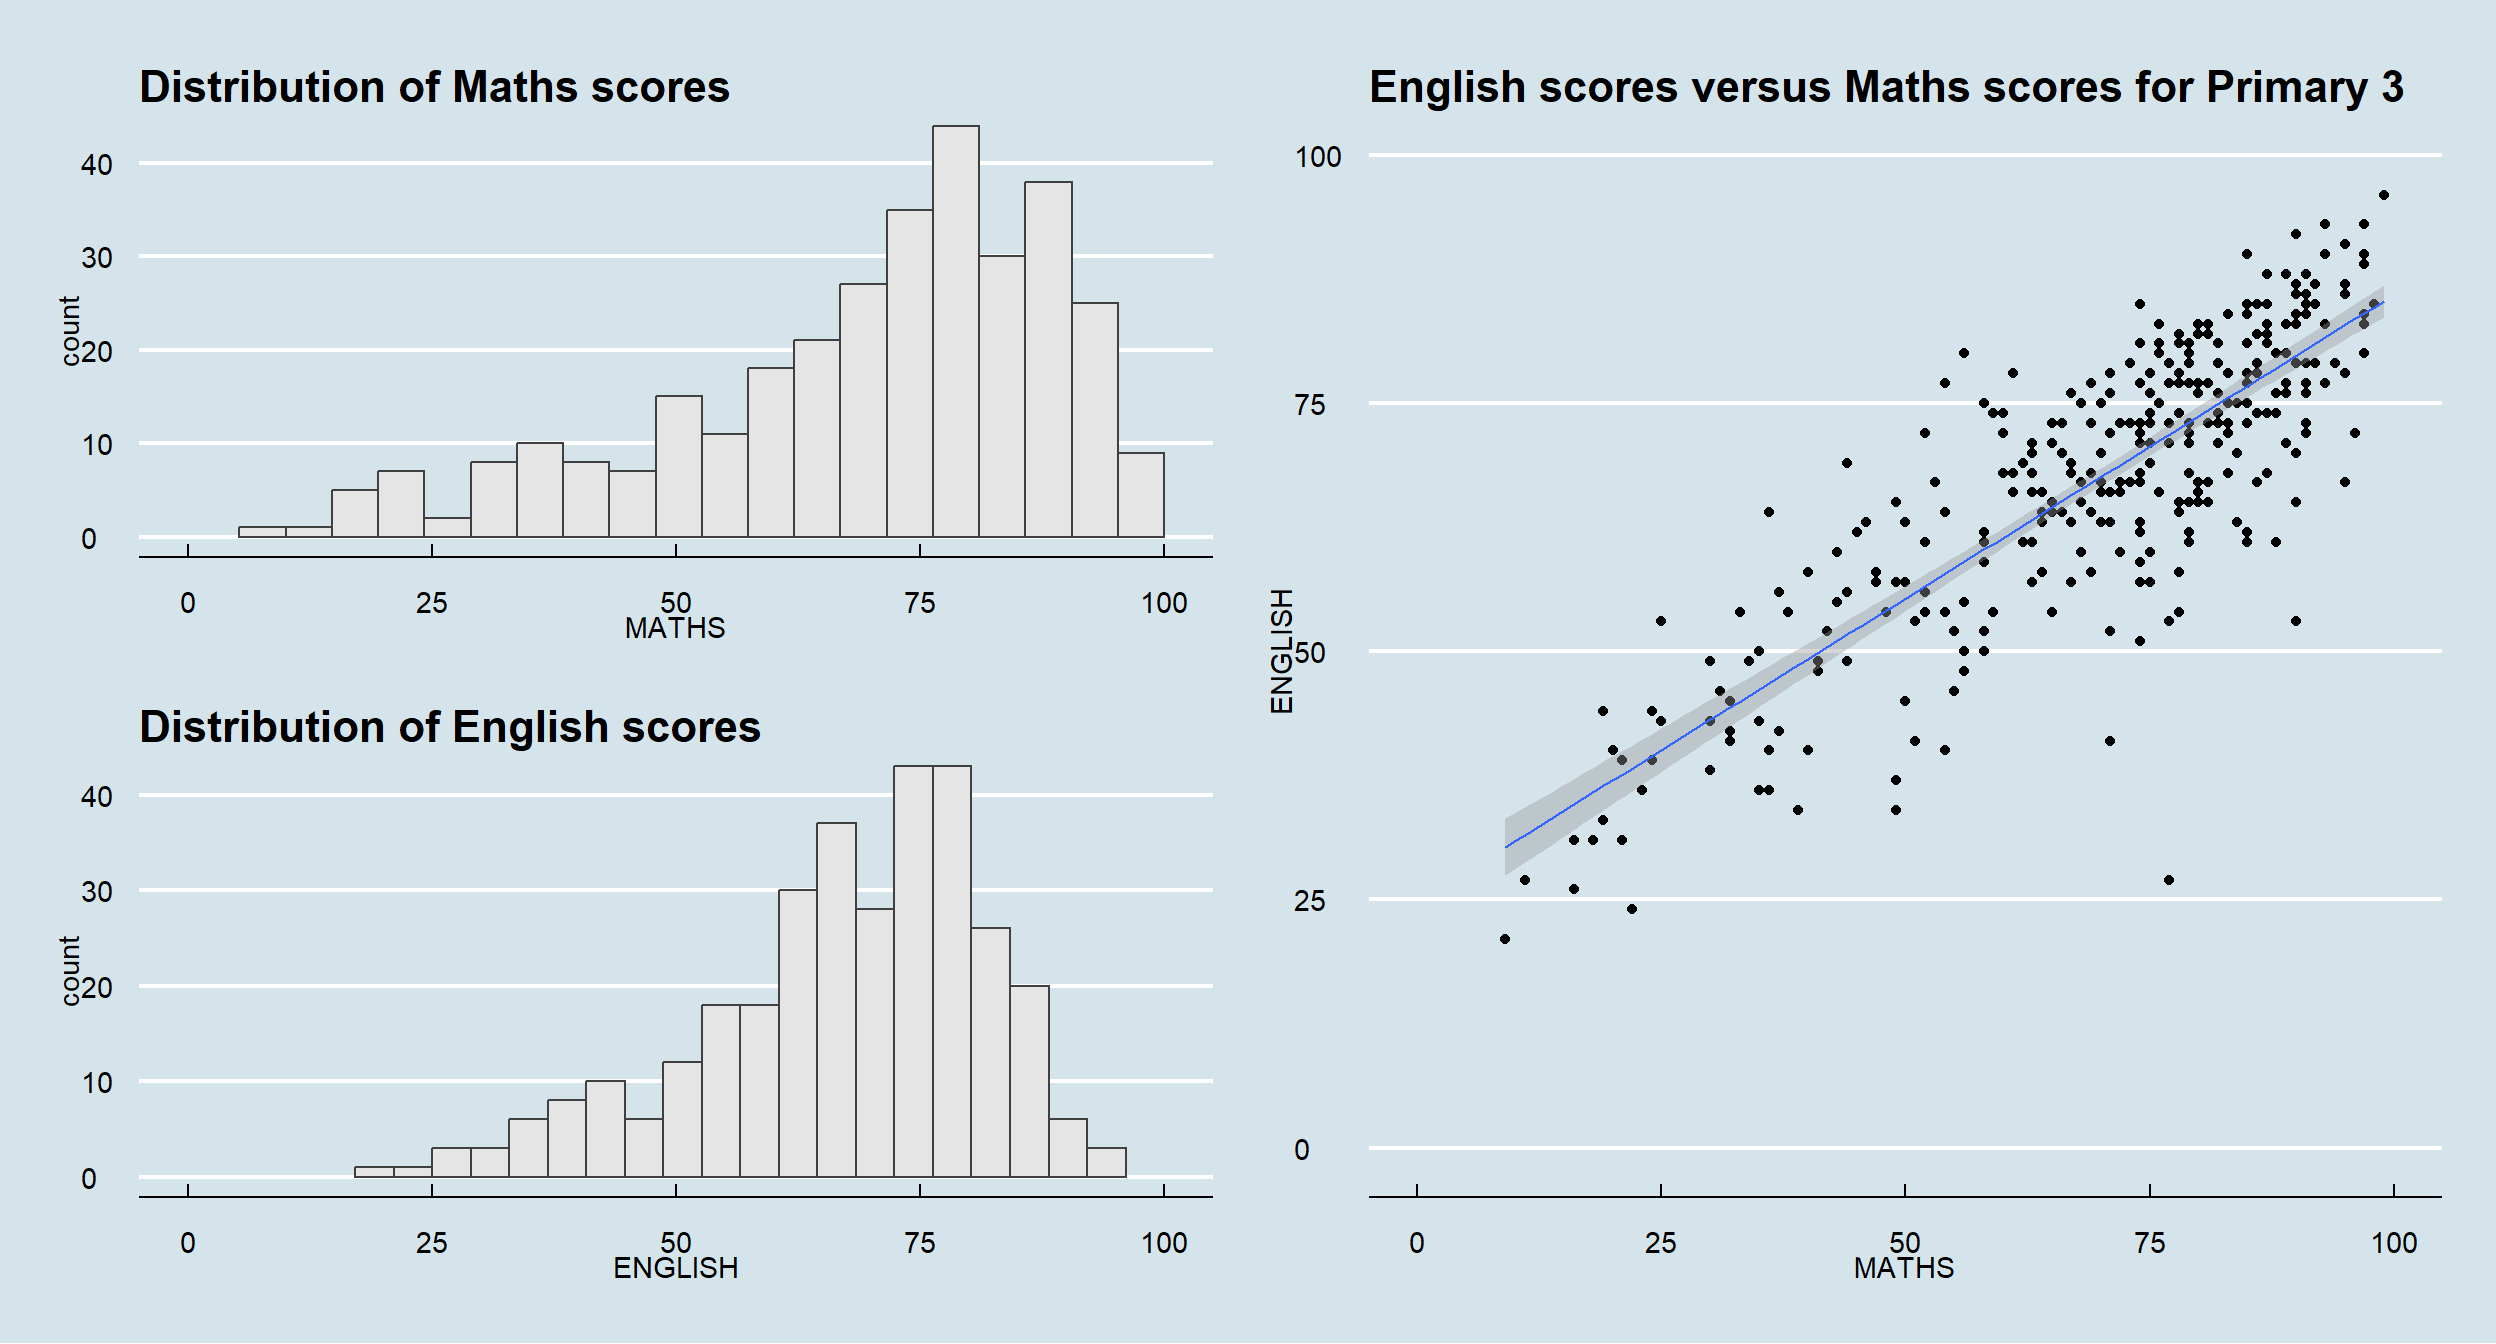 Distribution of Maths scores
40
30
20
10
0
count
0 25 50 75 100
MATHS
Distribution of English scores
40
30
20
10
0
count
0 25 50 75 100
ENGLISH
English scores versus Maths scores for Primary 3
100
75
50
25
0
ENGLISH
0 25 50 75 100
MATHS